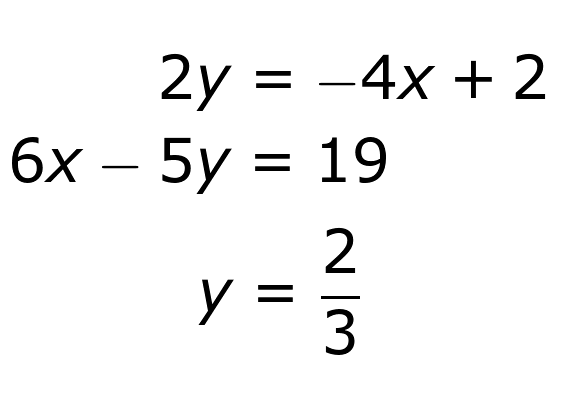 2y = −4x + 2
6x − 5y = 19
y = 2/3